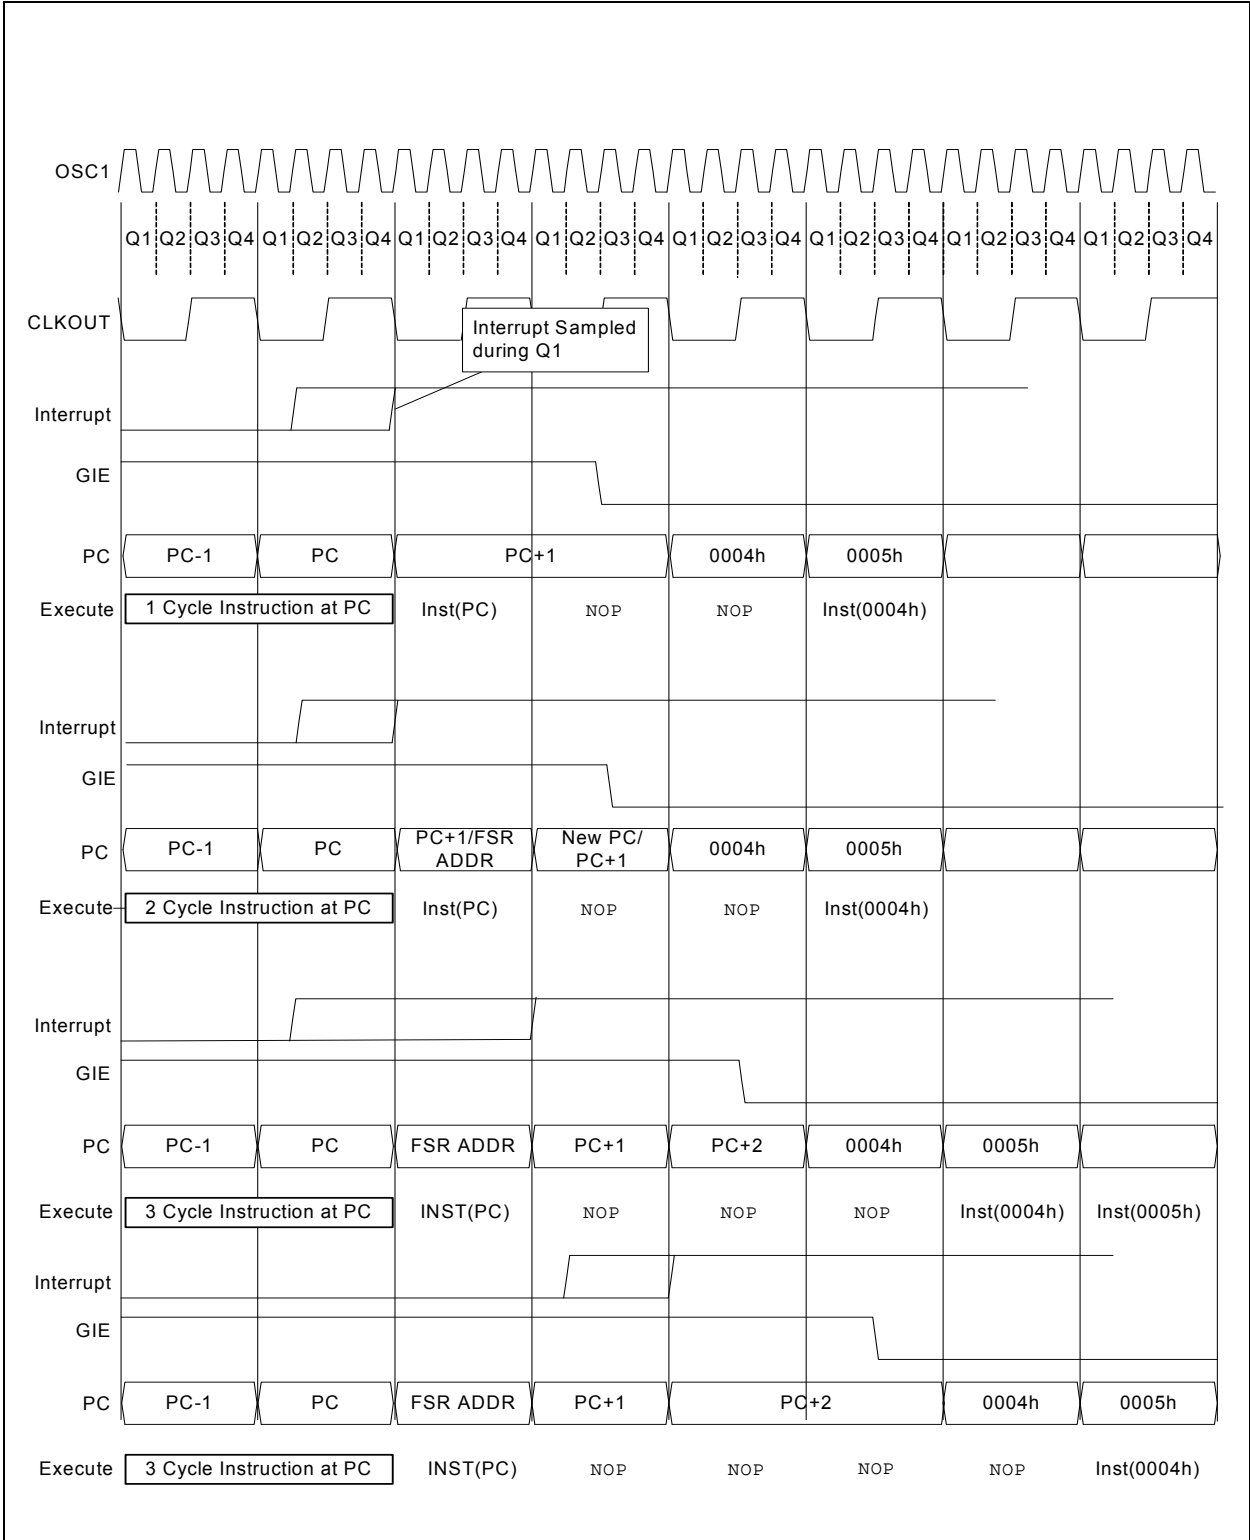 OSC1
Q1 Q2 Q3 Q4 Q1 Q2 Q3 Q4 Q1 Q2 Q3 Q4 Q1 Q2 Q3 Q4 Q1 Q2 Q3 Q4 Q1 Q2 Q3 Q4 Q1 Q2 Q3 Q4 Q1 Q2 Q3 Q4
CLKOUT
Interrupt Sampled
during Q1
Interrupt
GIE
PC PC-1 PC PC+1 0004h 0005h
Execute 1 Cycle Instruction at PC Inst(PC) NOP NOP Inst(0004h)
Interrupt
GIE
PC PC-1 PC PC+1/FSR ADDR New PC/ PC+1 0004h 0005h
Execute 2 Cycle Instruction at PC Inst(PC) NOP NOP Inst(0004h)
Interrupt
GIE
PC PC-1 PC FSR ADDR PC+1 PC+2 0004h 0005h
Execute 3 Cycle Instruction at PC INST(PC) NOP NOP NOP Inst(0004h) Inst(0005h)
Interrupt
GIE
PC PC-1 PC FSR ADDR PC+1 PC+2 0004h 0005h
Execute 3 Cycle Instruction at PC INST(PC) NOP NOP NOP NOP Inst(0004h)